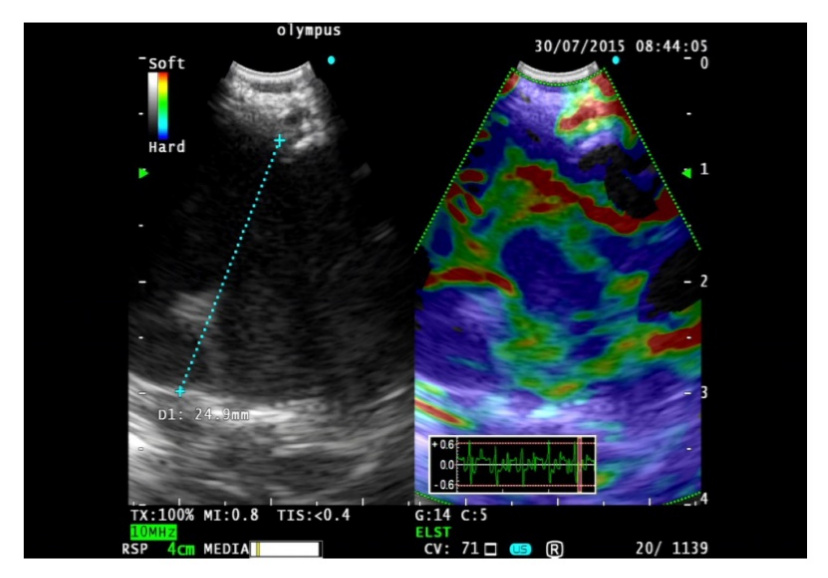 olympus
30/07/2015 08:44:05
Soft
Hard
0
1
2
3
4
D1: 24.9mm
+0.6
0.0
-0.6
TX:100% MI:0.8 TIS:<0.4
G:14 C:5
10MHz
ELST
RSP 4cm MEDIA
CV: 71 US R
20/ 1139